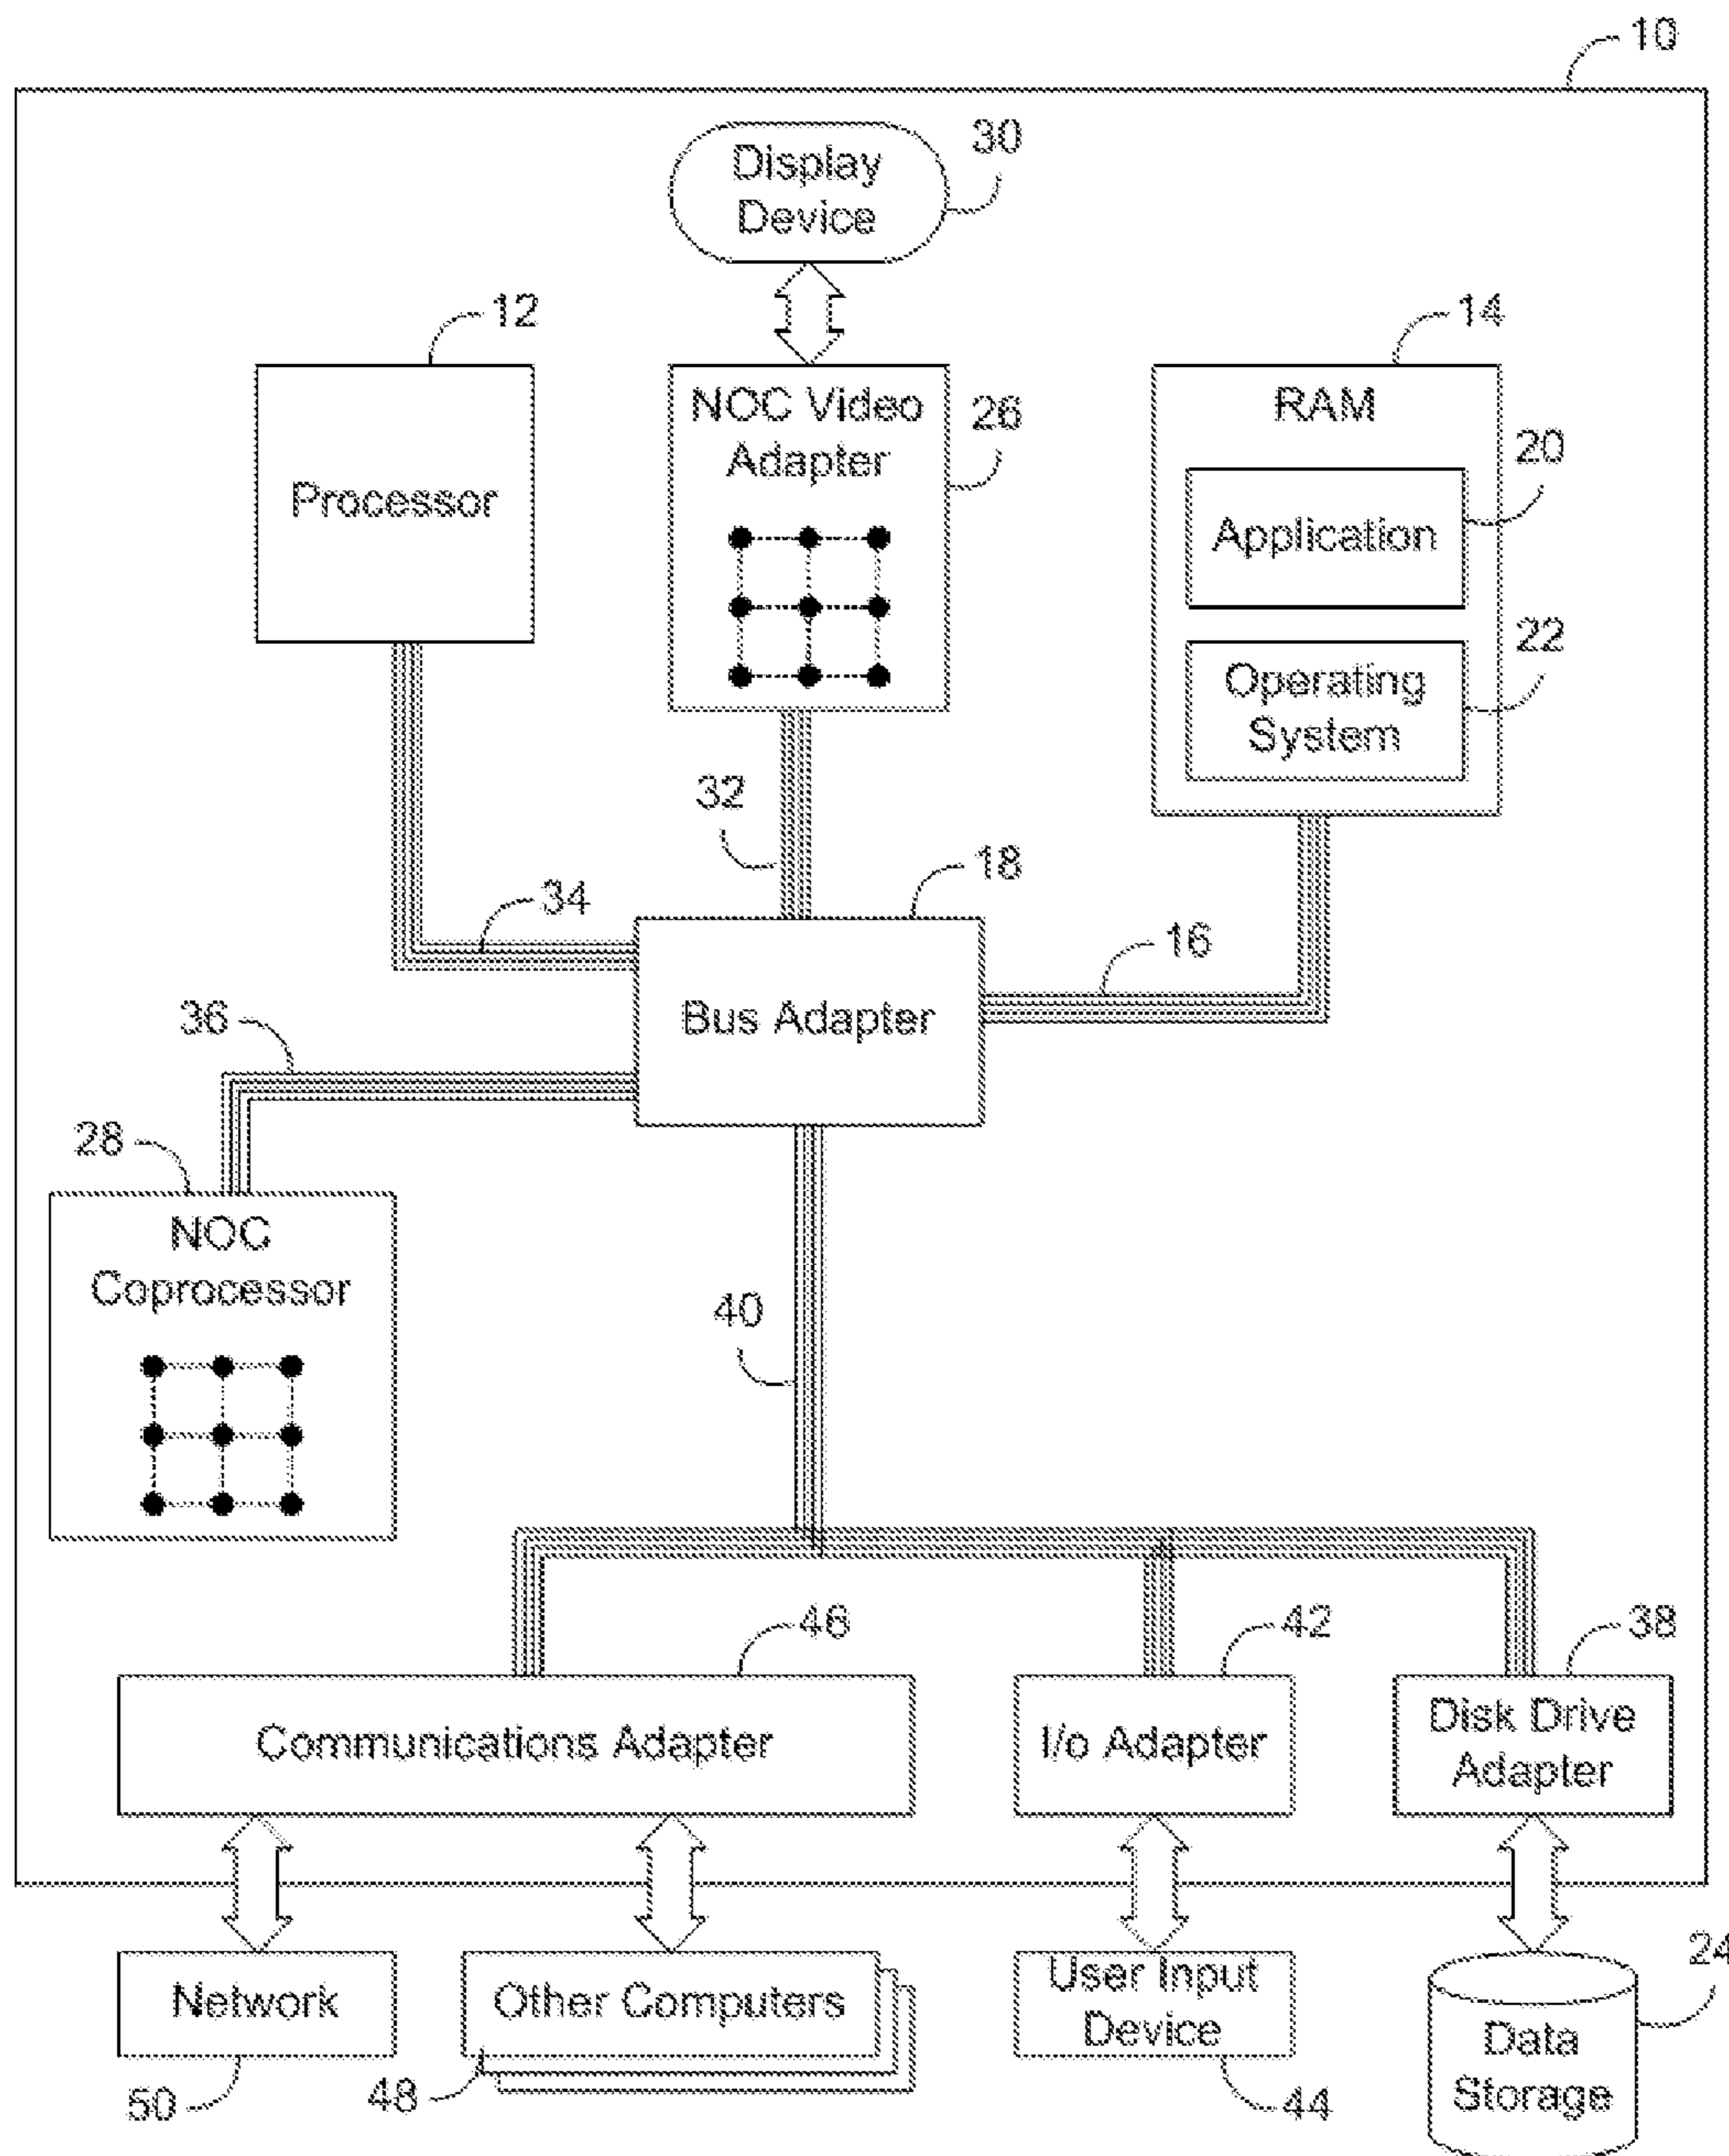 10
Display
Device
30
12
14
Processor
NOC Video
Adapter
26
RAM
20
Application
22
Operating
System
32
34
18
16
Bus Adapter
36
28
NOC
Coprocessor
40
46
42
38
Communications Adapter
I/o Adapter
Disk Drive
Adapter
Network
50
Other Computers
48
User Input
Device
44
24
Data
Storage